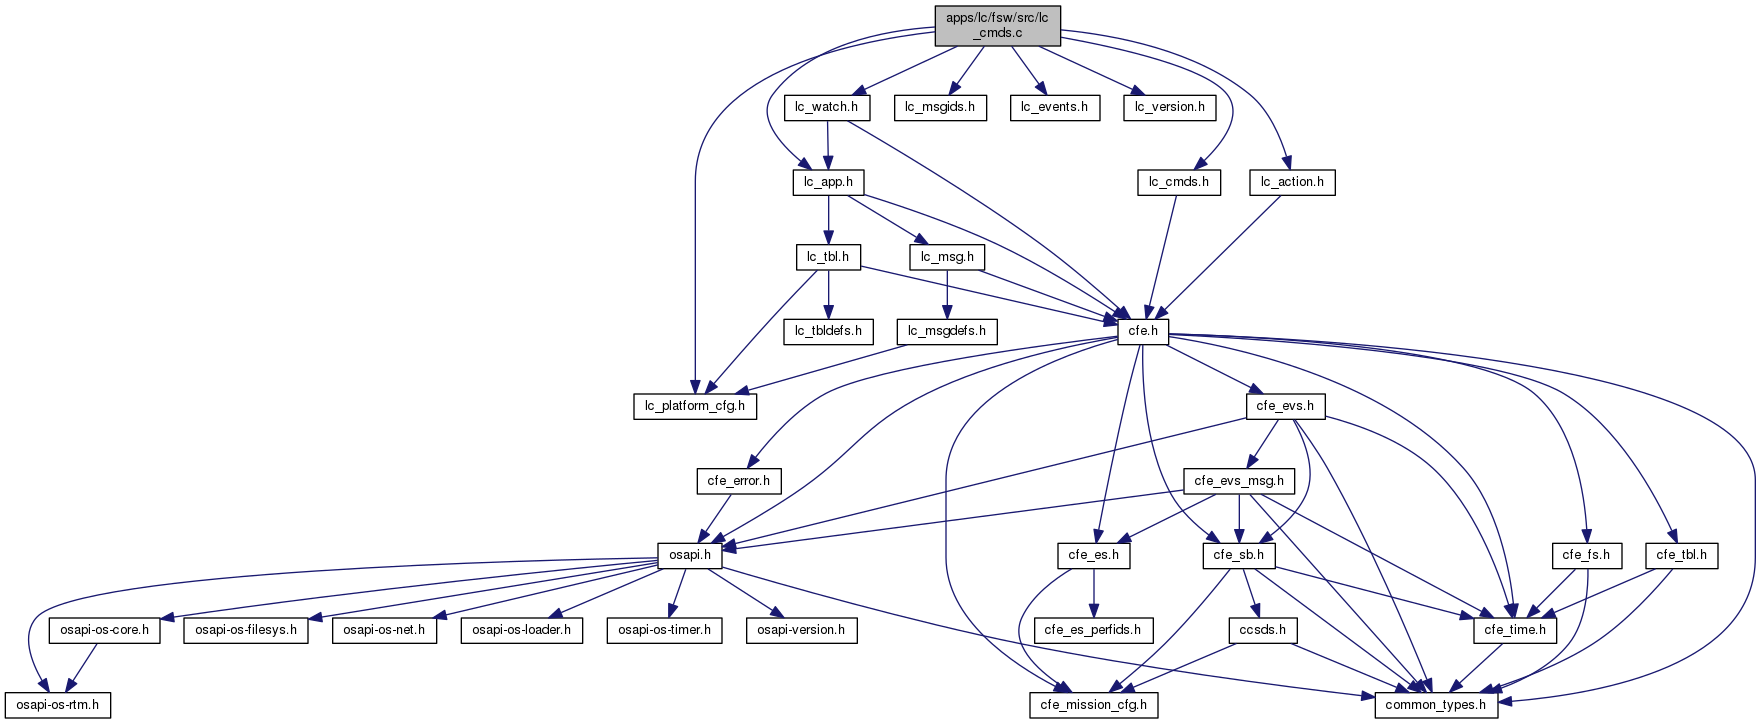 apps/lc/fsw/src/lc
_cmds.c
lc_watch.h
lc_msgids.h
lc_events.h
lc_version.h
lc_app.h
lc_cmds.h
lc_action.h
lc_tbl.h
lc_msg.h
lc_tbldefs.h
lc_msgdefs.h
cfe.h
lc_platform_cfg.h
cfe_evs.h
cfe_error.h
cfe_evs_msg.h
osapi.h
cfe_es.h
cfe_sb.h
cfe_fs.h
cfe_tbl.h
osapi-os-core.h
osapi-os-filesys.h
osapi-os-net.h
osapi-os-loader.h
osapi-os-timer.h
osapi-version.h
cfe_es_perfids.h
ccsds.h
cfe_time.h
osapi-os-rtm.h
cfe_mission_cfg.h
common_types.h